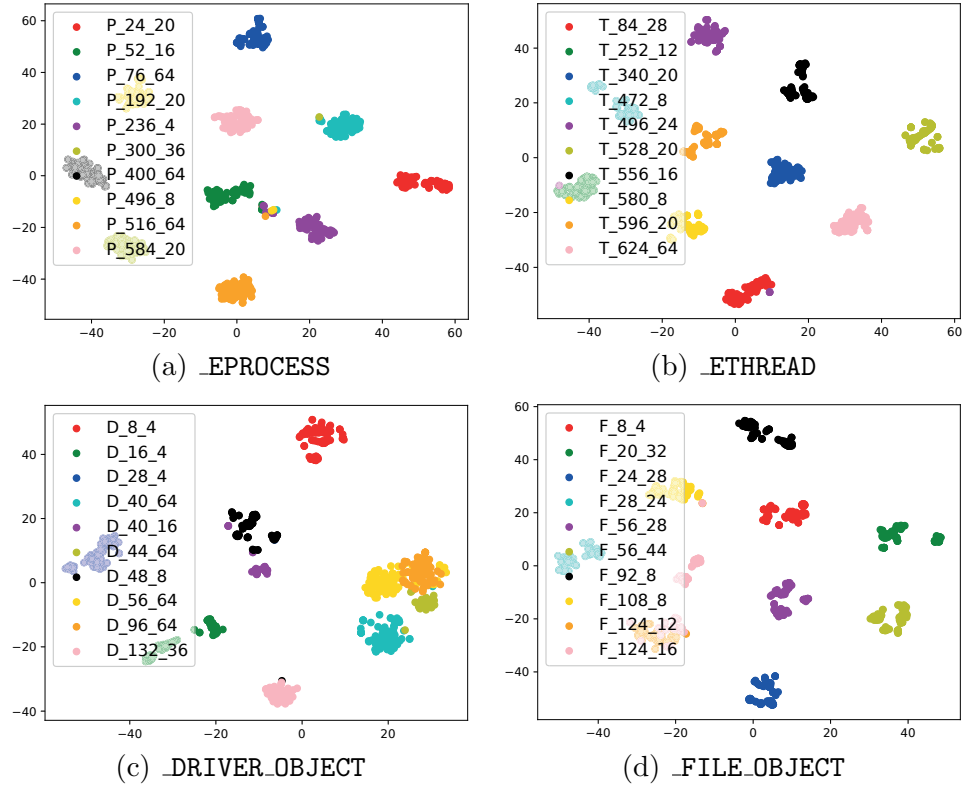 P_24_20
P_52_16
P_76_64
P_192_20
P_236_4
P_300_36
P_400_64
P_496_8
P_516_64
P_584_20
60
40
20
0
−20
−40
−40
−20
0
20
40
60
(a) _EPROCESS
T_84_28
T_252_12
T_340_20
T_472_8
T_496_24
T_528_20
T_556_16
T_580_8
T_596_20
T_624_64
40
20
0
−20
−40
−40
−20
0
20
40
60
(b) _ETHREAD
D_8_4
D_16_4
D_28_4
D_40_64
D_40_16
D_44_64
D_48_8
D_56_64
D_96_64
D_132_36
40
20
0
−20
−40
−40
−20
0
20
(c) _DRIVER_OBJECT
F_8_4
F_20_32
F_24_28
F_28_24
F_56_28
F_56_44
F_92_8
F_108_8
F_124_12
F_124_16
60
40
20
0
−20
−40
−40
−20
0
20
40
(d) _FILE_OBJECT